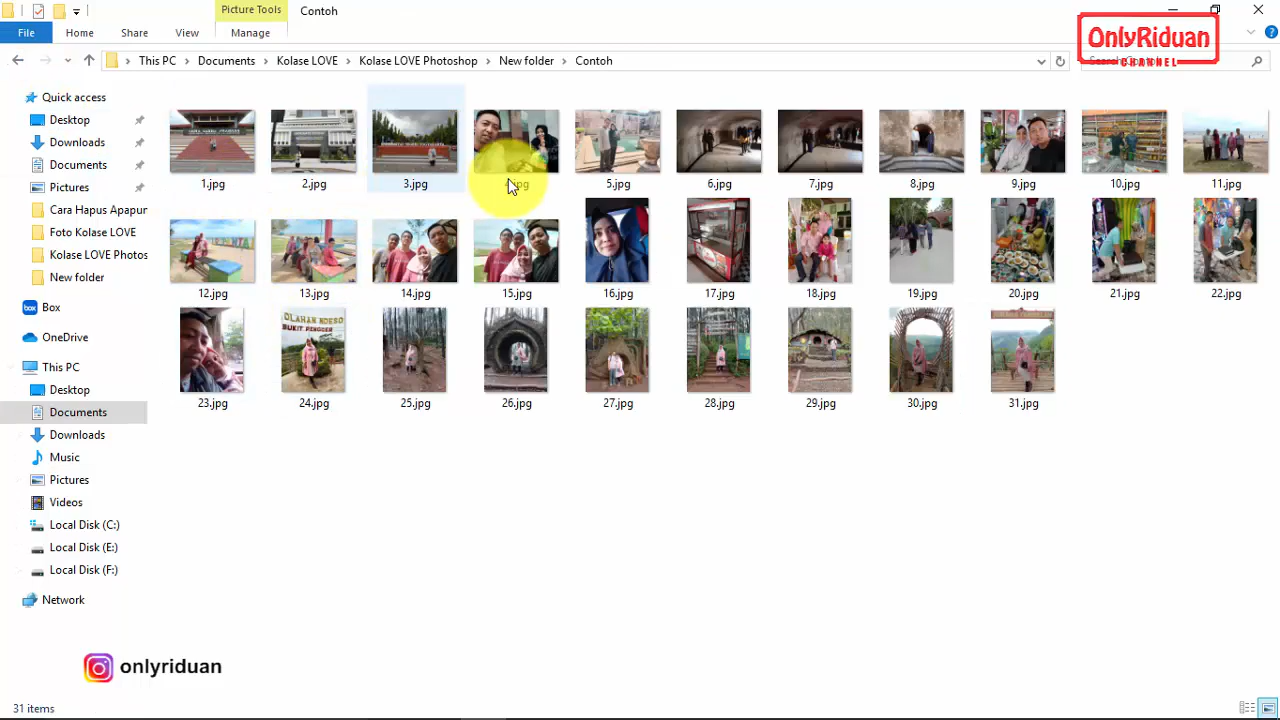 Picture Tools
Contoh
OnlyRiduan
CHANNEL
File
Home
Share
View
Manage
This PC
Documents
Kolase LOVE
Kolase LOVE Photoshop
New folder
Contoh
Quick access
Desktop
Downloads
Documents
Pictures
Cara Hapus Apapur
Foto Kolase LOVE
Kolase LOVE Photos
New folder
box
Box
OneDrive
This PC
Desktop
Documents
Downloads
Music
Pictures
Videos
Local Disk (C:)
Local Disk (E:)
Local Disk (F:)
Network
1.jpg
2.jpg
3.jpg
5.jpg
6.jpg
7.jpg
8.jpg
9.jpg
10.jpg
11.jpg
12.jpg
13.jpg
14.jpg
15.jpg
16.jpg
17.jpg
18.jpg
19.jpg
20.jpg
21.jpg
22.jpg
OLAHAN NDESO
BUKIT PENGGER
23.jpg
24.jpg
25.jpg
26.jpg
27.jpg
28.jpg
29.jpg
30.jpg
31.jpg
onlyriduan
31 items